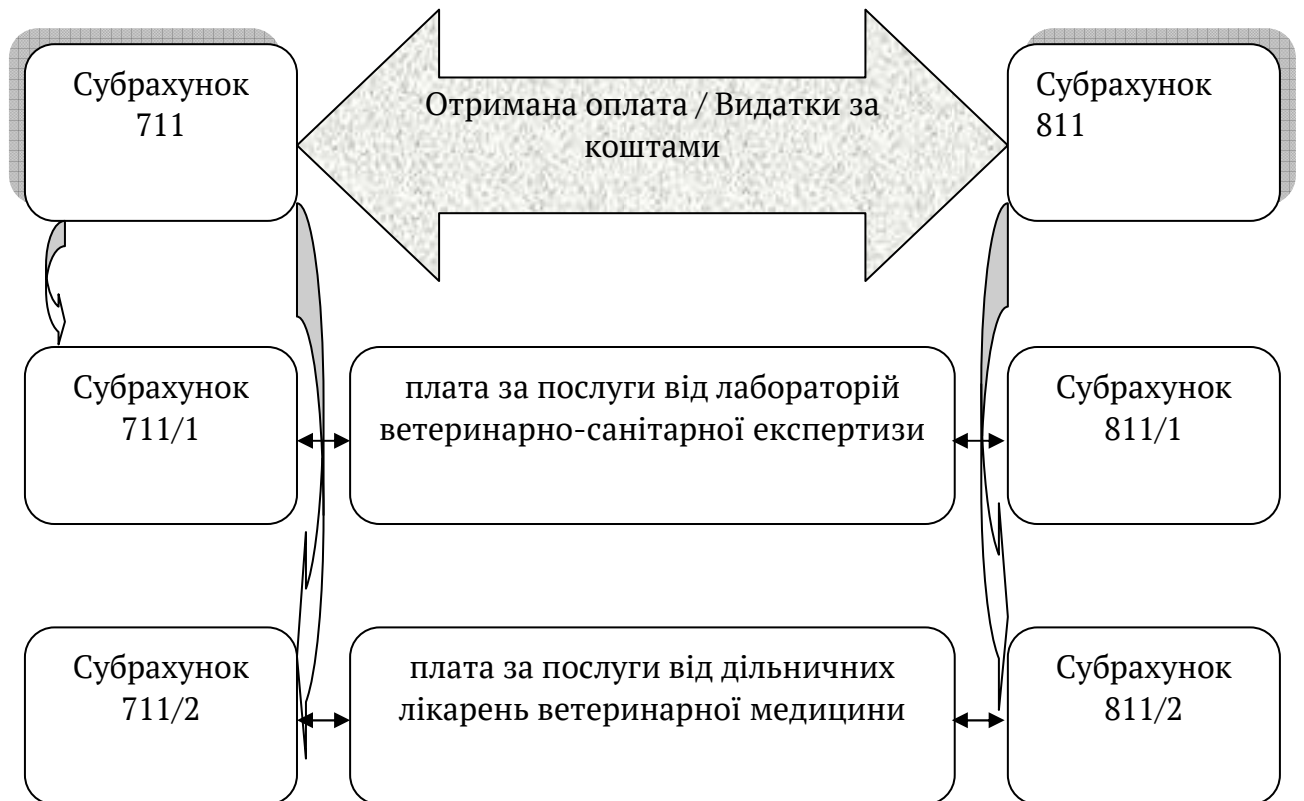 Субрахунок
711
Отримана оплата / Видатки за
коштами
Субрахунок
811
Субрахунок
711/1
плата за послуги від лабораторій
ветеринарно-санітарної експертизи
Субрахунок
811/1
Субрахунок
711/2
плата за послуги від дільничних
лікарень ветеринарної медицини
Субрахунок
811/2